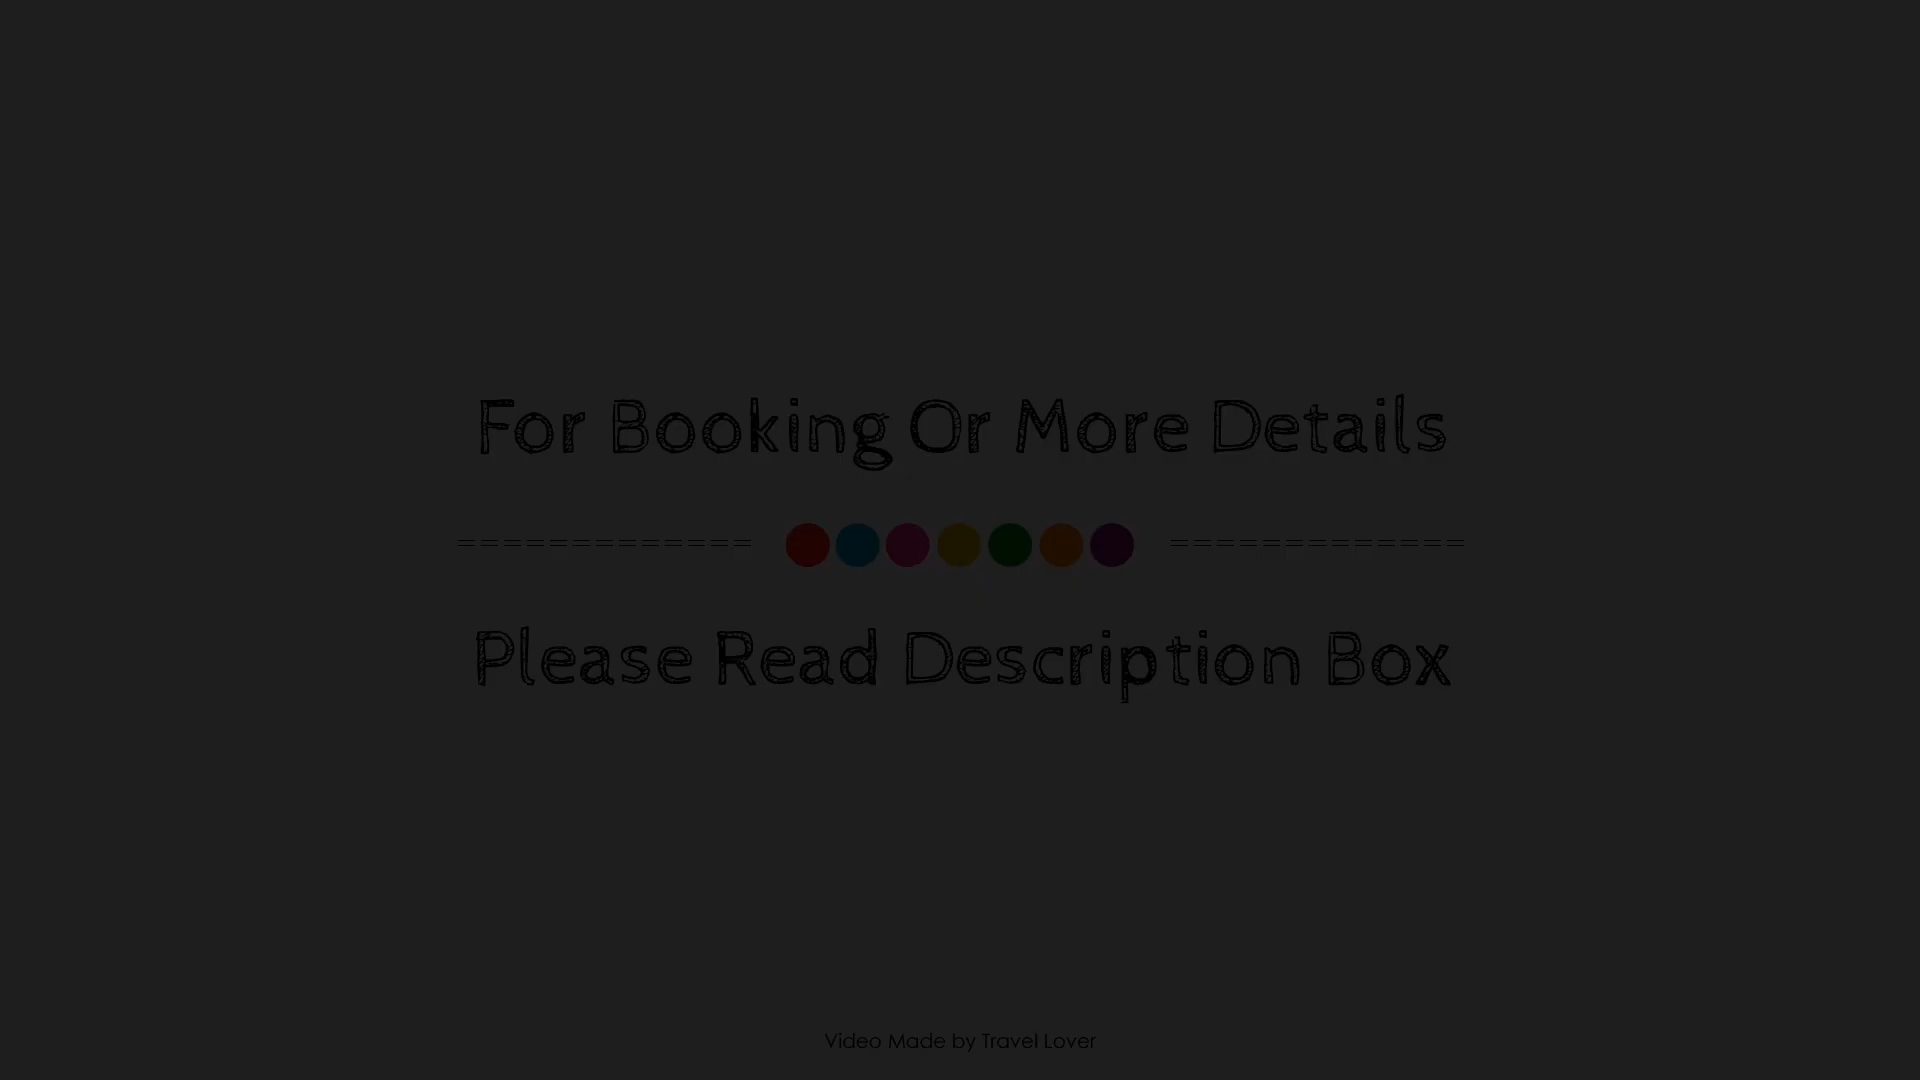 For Booking Or More Details
============= =============
Please Read Description Box
Video Made by Travel Lover